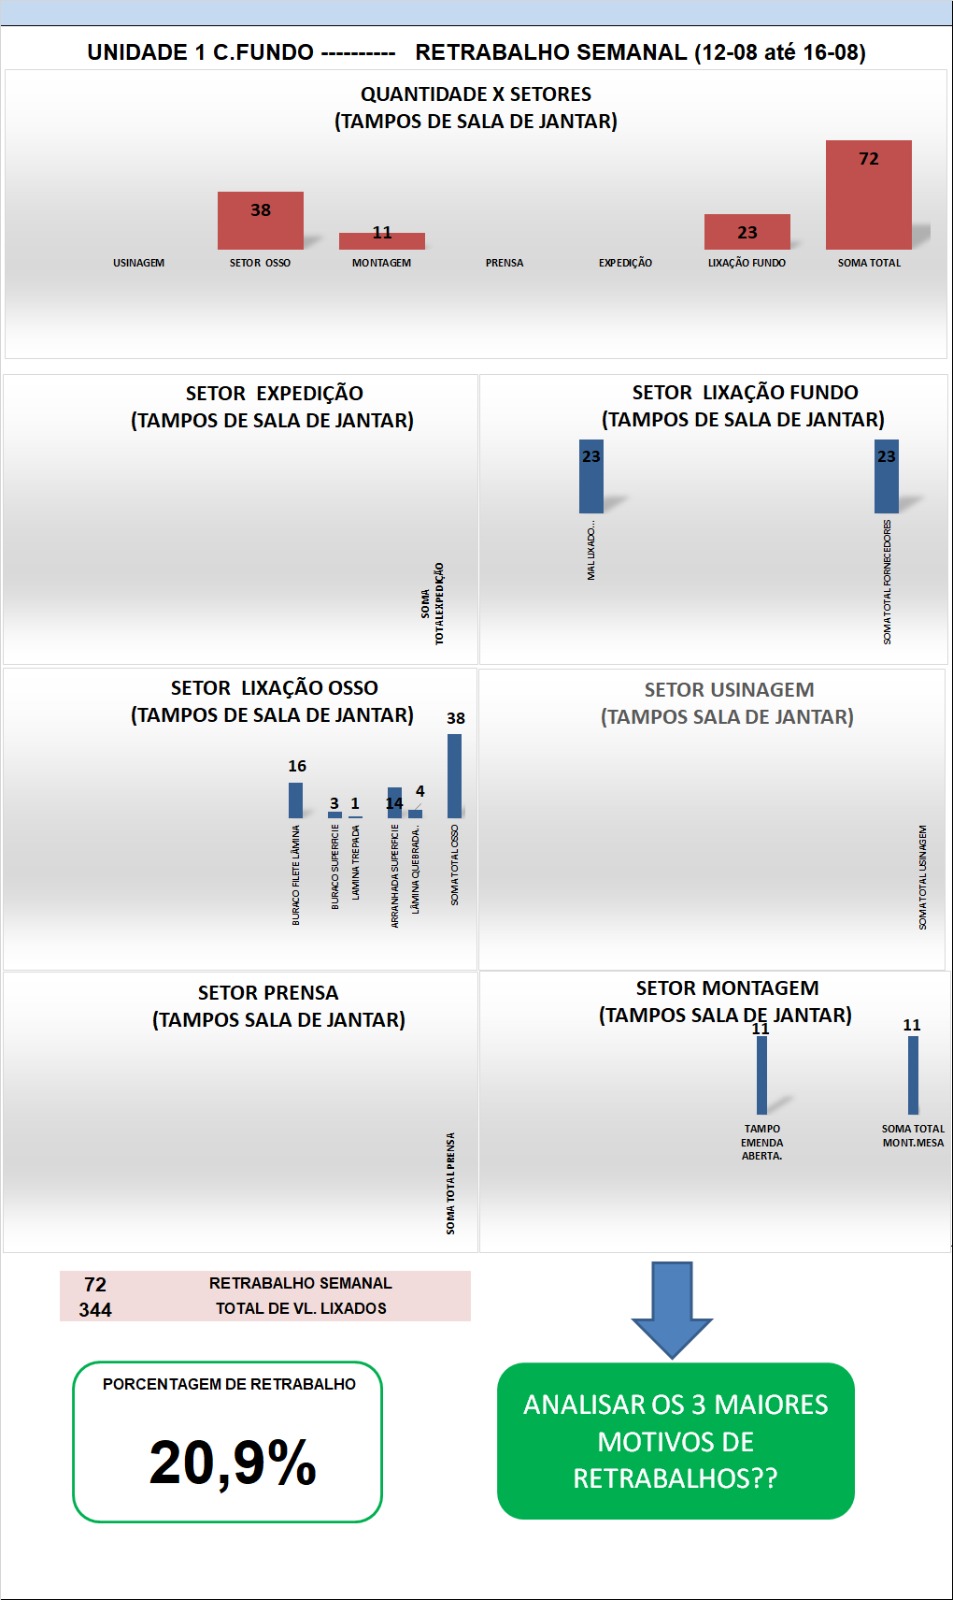 UNIDADE 1 C.FUNDO ---------- RETRABALHO SEMANAL (12-08 até 16-08)
QUANTIDADE X SETORES
(TAMPOS DE SALA DE JANTAR)
72
38
11
23
USINAGEM SETOR OSSO MONTAGEM PRENSA EXPEDIÇÃO LIXAÇÃO FUNDO SOMA TOTAL
SETOR EXPEDIÇÃO
(TAMPOS DE SALA DE JANTAR)
SOMA
TOTALEXPEDIÇÃO
SETOR LIXAÇÃO FUNDO
(TAMPOS DE SALA DE JANTAR)
23 23
MAL LIXADO...
SOMA TOTAL FORNECEDORES
SETOR LIXAÇÃO OSSO
(TAMPOS DE SALA DE JANTAR)
38
16
3 1 14 4
BURACO FILETE LÂMINA
BURACO SUPERFICIE
LAMINA TREPADA
ARRANHADA SUPERFICIE
LÂMINA QUEBRADA..
SOMA TOTAL OSSO
SETOR USINAGEM
(TAMPOS SALA DE JANTAR)
SOMA TOTAL USINAGEM
SETOR PRENSA
(TAMPOS SALA DE JANTAR)
SOMA TOTAL PRENSA
SETOR MONTAGEM
(TAMPOS SALA DE JANTAR)
11 11
TAMPO
EMENDA
ABERTA.
SOMA TOTAL
MONT.MESA
72 RETRABALHO SEMANAL
344 TOTAL DE VL. LIXADOS
PORCENTAGEM DE RETRABALHO
20,9%
ANALISAR OS 3 MAIORES
MOTIVOS DE
RETRABALHOS??